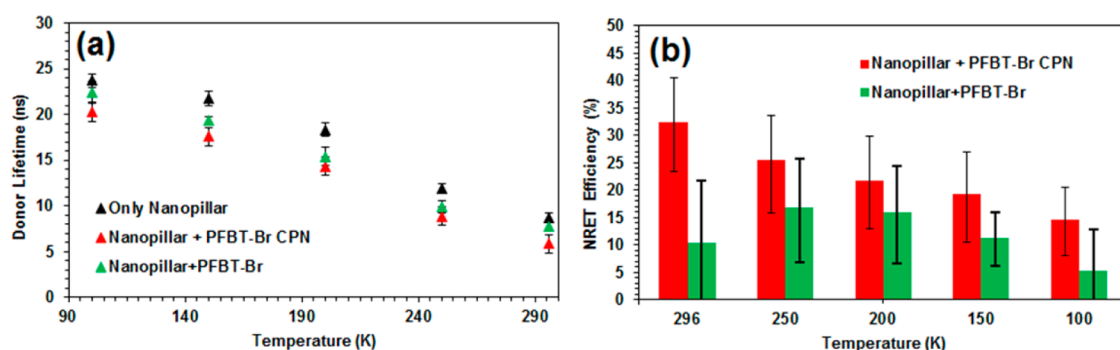 (a)
Donor Lifetime (ns)
30
25
20
15
10
5
0
Only Nanopillar
Nanopillar + PFBT-Br CPN
Nanopillar+PFBT-Br
90 140 190 240 290
Temperature (K)
(b)
NRET Efficiency (%)
50
45
40
35
30
25
20
15
10
5
0
Nanopillar + PFBT-Br CPN
Nanopillar+PFBT-Br
296 250 200 150 100
Temperature (K)